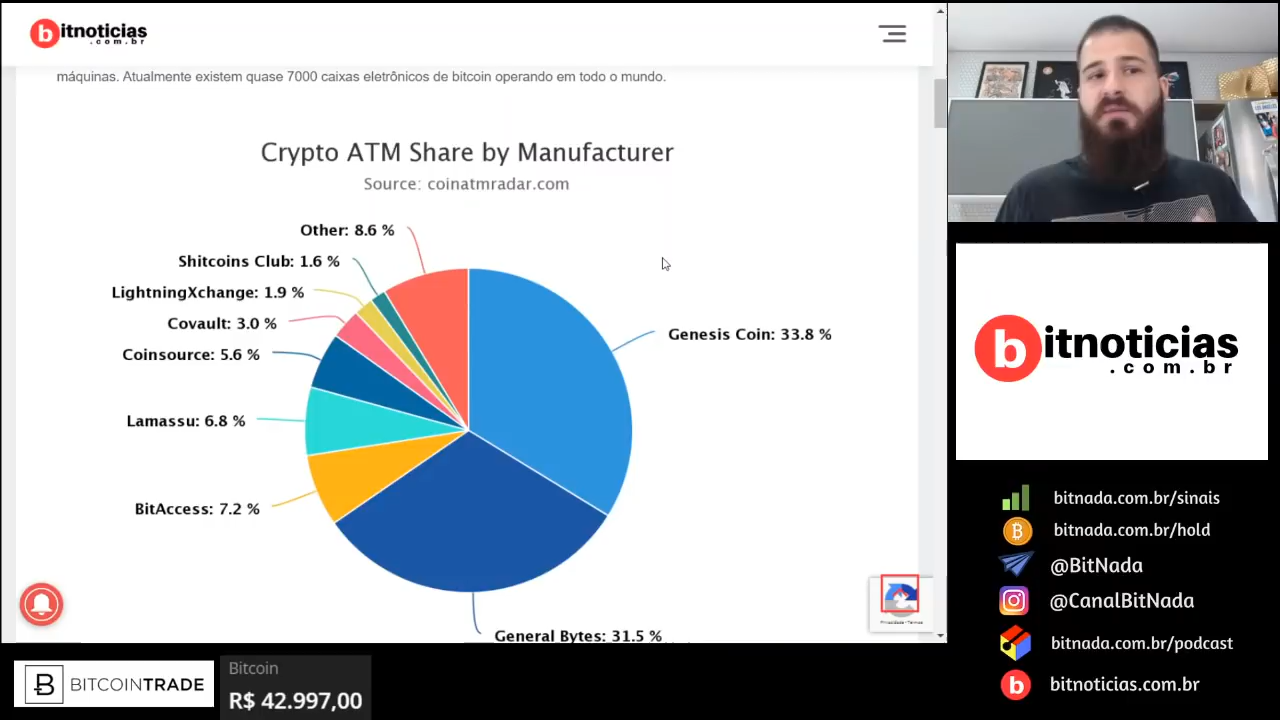 bitnoticias
.com.br
máquinas. Atualmente existem quase 7000 caixas eletrônicos de bitcoin operando em todo o mundo.
Crypto ATM Share by Manufacturer
Source: coinatmradar.com
Other: 8.6 %
Shitcoins Club: 1.6 %
LightningXchange: 1.9 %
Covault: 3.0 %
Coinsource: 5.6 %
Lamassu: 6.8 %
BitAccess: 7.2 %
Genesis Coin: 33.8 %
General Bytes: 31.5 %
Privacidade - Termos
bitnoticias
.com.br
bitnada.com.br/sinais
bitnada.com.br/hold
@BitNada
@CanalBitNada
bitnada.com.br/podcast
b
bitnoticias.com.br
B BITCOINTRADE
Bitcoin
R$ 42.997,00